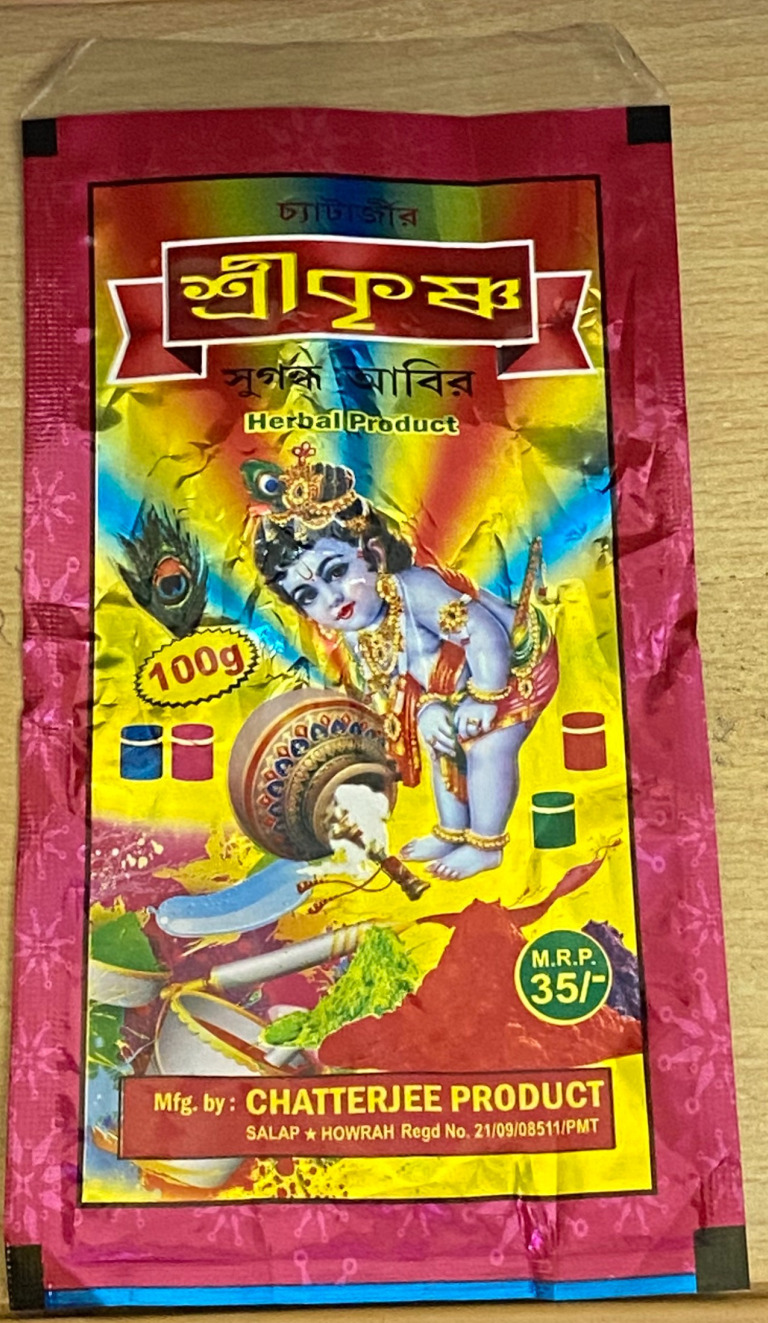 চ্যাটার্জীর
শ্রীকৃষ্ণ
সুগন্ধ আবির
Herbal Product
100g
M.R.P.
35/-
Mfg. by : CHATTERJEE PRODUCT
SALAP ★ HOWRAH Regd No. 21/09/08511/PMT